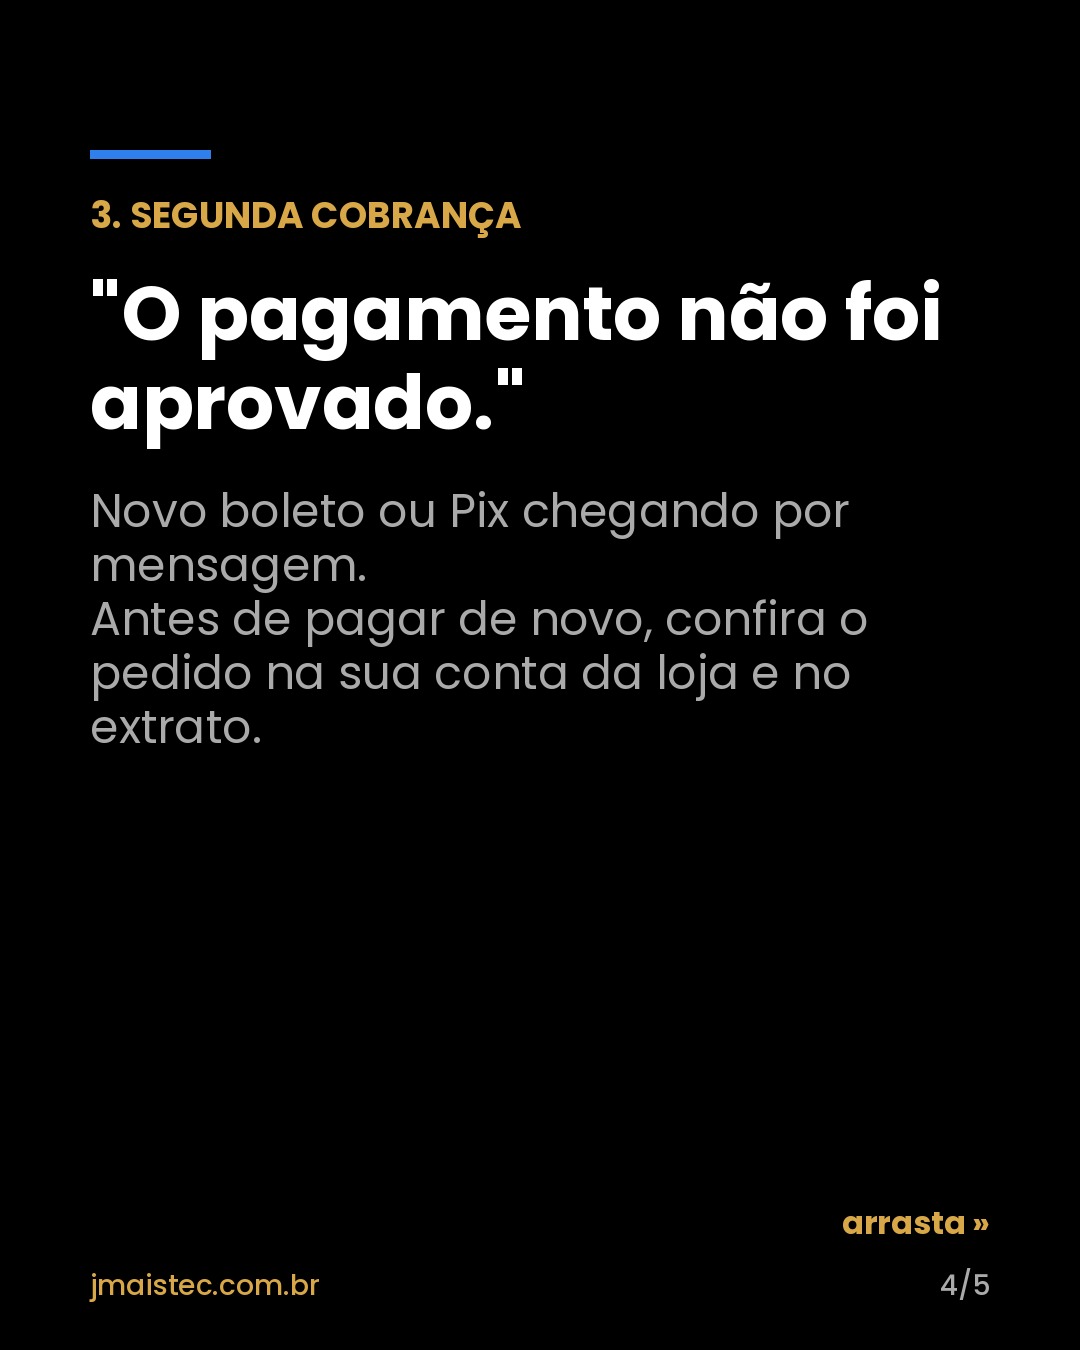 3. SEGUNDA COBRANÇA
"O pagamento não foi
aprovado."
Novo boleto ou Pix chegando por
mensagem.
Antes de pagar de novo, confira o
pedido na sua conta da loja e no
extrato.
arrasta »
jmaistec.com.br
4/5